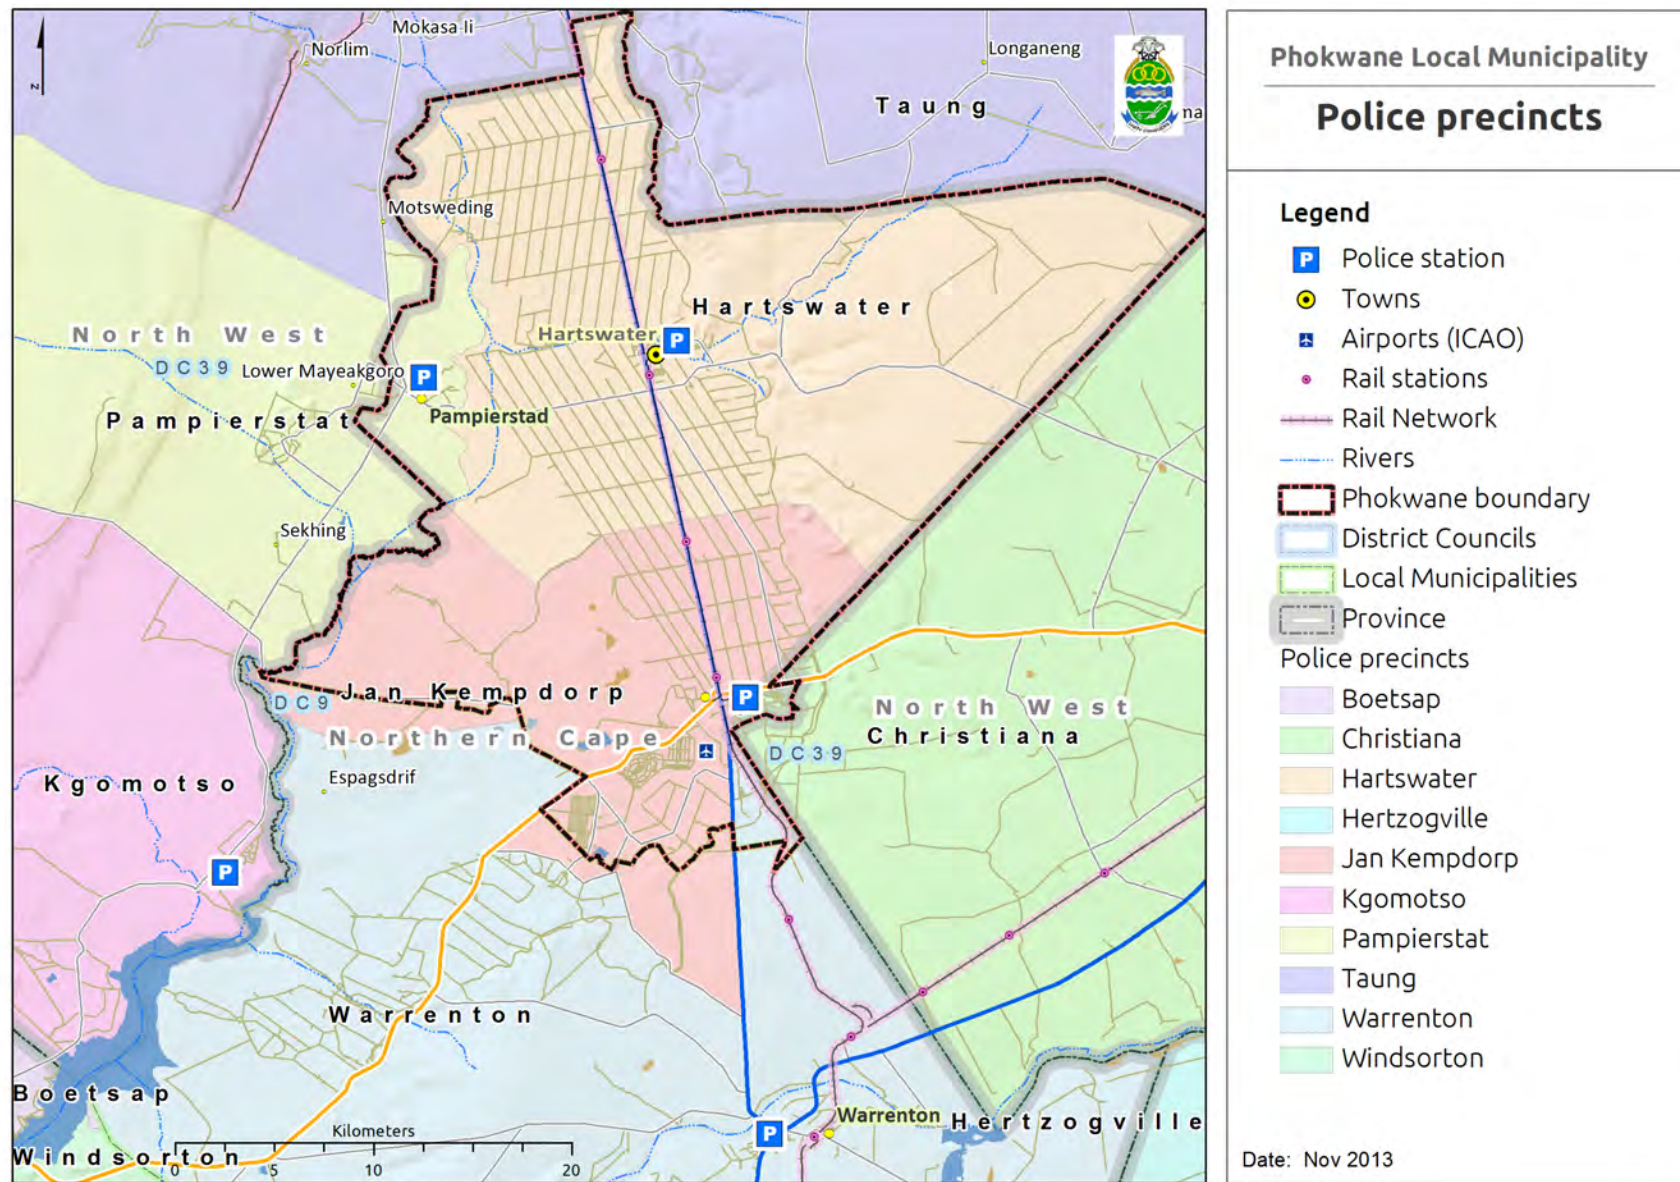 Mokasa Ii
Norlim
Longaneng
Taung
na
z
Motsweding
Hartswater
Hartswater
North West
DC39
Lower Mayeakgoro
Pampierstat
Pampierstad
Sekhing
Jan Kempdorp
DC9
Northern Cape
North West
Christiana
DC39
Espagsdrif
Kgomotso
Warrenton
Boetsap
Warrenton
Hertzogville
Windsorton
Kilometers
0 5 10 20
P
P
P
P
P
Phokwane Local Municipality
Police precincts
Legend
P Police station
Towns
Airports (ICAO)
Rail stations
Rail Network
Rivers
Phokwane boundary
District Councils
Local Municipalities
Province
Police precincts
Boetsap
Christiana
Hartswater
Hertzogville
Jan Kempdorp
Kgomotso
Pampierstat
Taung
Warrenton
Windsorton
Date: Nov 2013